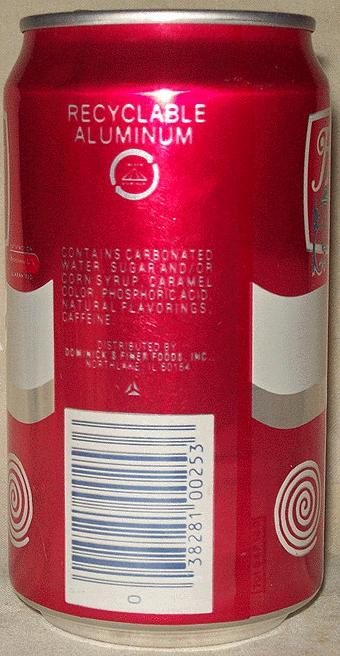 RECYCLABLE
ALUMINUM
CONTAINS CARBONATED
WATER, SUGAR AND/OR
CORN SYRUP, CARAMEL
COLOR, PHOSPHORIC ACID,
NATURAL FLAVORINGS,
CAFFEINE.
DISTRIBUTED BY
DOMINICK'S FINER FOODS, INC.,
NORTHLAKE, IL 60164
38281 00253
0